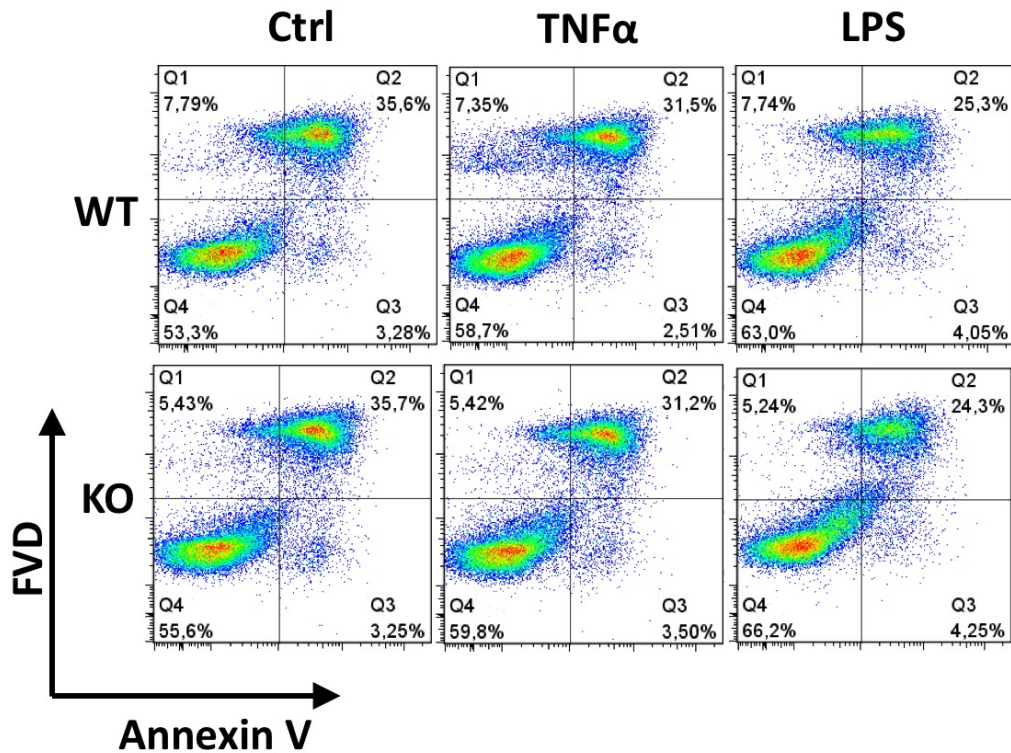 Ctrl TNFα LPS
Q1 Q2 Q1 Q2 Q1 Q2
7,79% 35,6% 7,35% 31,5% 7,74% 25,3%
WT
Q4 Q3 Q4 Q3 Q4 Q3
53,3% 3,28% 58,7% 2,51% 63,0% 4,05%
Q1 Q2 Q1 Q2 Q1 Q2
5,43% 35,7% 5,42% 31,2% 5,24% 24,3%
KO
FVD
Q4 Q3 Q4 Q3 Q4 Q3
55,6% 3,25% 59,8% 3,50% 66,2% 4,25%
Annexin V